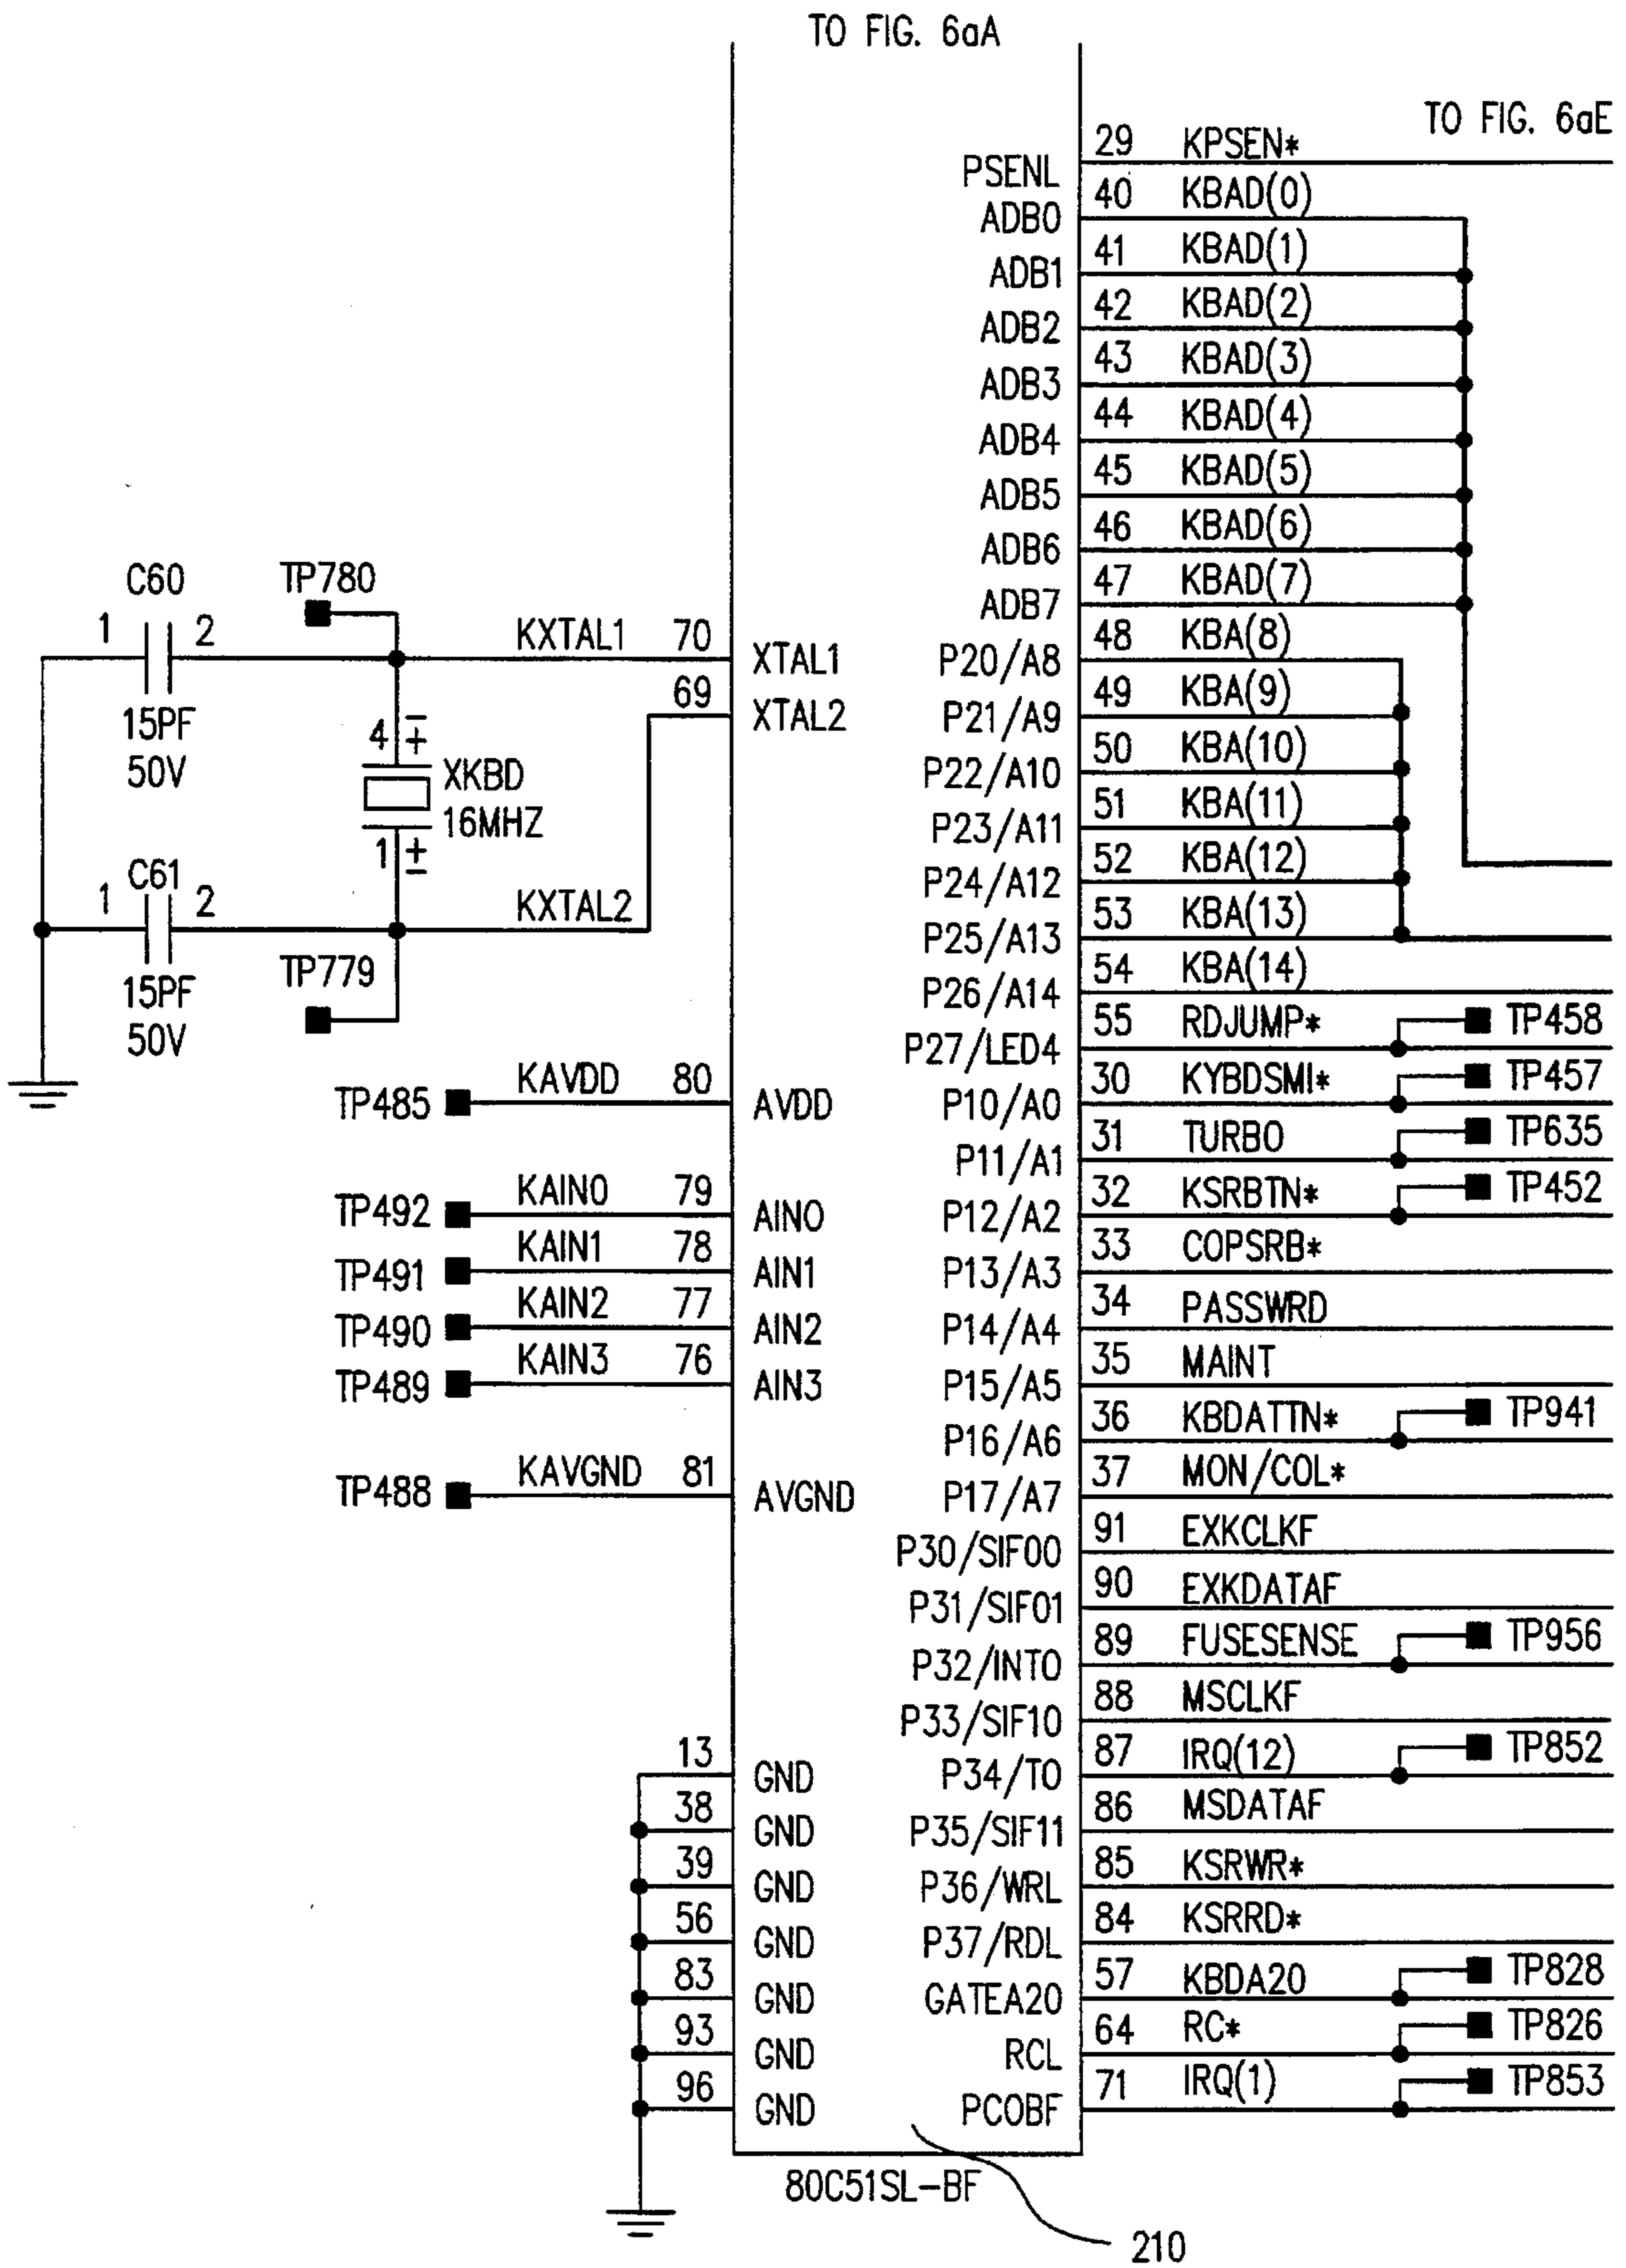 TO FIG. 6aA
TO FIG. 6aE
PSENL 29 KPSEN*
ADB0 40 KBAD(0)
ADB1 41 KBAD(1)
ADB2 42 KBAD(2)
ADB3 43 KBAD(3)
ADB4 44 KBAD(4)
ADB5 45 KBAD(5)
ADB6 46 KBAD(6)
ADB7 47 KBAD(7)
P20/A8 48 KBA(8)
P21/A9 49 KBA(9)
P22/A10 50 KBA(10)
P23/A11 51 KBA(11)
P24/A12 52 KBA(12)
P25/A13 53 KBA(13)
P26/A14 54 KBA(14)
P27/LED4 55 RDJUMP* TP458
P10/A0 30 KYBDSMI* TP457
P11/A1 31 TURBO TP635
P12/A2 32 KSRBTN* TP452
P13/A3 33 COPSRB*
P14/A4 34 PASSWRD
P15/A5 35 MAINT
P16/A6 36 KBDATTN* TP941
P17/A7 37 MON/COL*
P30/SIF00 91 EXKCLKF
P31/SIF01 90 EXKDATAF
P32/INT0 89 FUSESENSE TP956
P33/SIF10 88 MSCLKF
P34/T0 87 IRQ(12) TP852
P35/SIF11 86 MSDATAF
P36/WRL 85 KSRWR*
P37/RDL 84 KSRRD*
GATEA20 57 KBDA20 TP828
RCL 64 RC* TP826
PCOBF 71 IRQ(1) TP853
C60 TP780
1 2 KXTAL1 70 XTAL1
15PF
50V
69 XTAL2
4 - +
XKBD
16MHZ
1 + -
C61
1 2 KXTAL2
15PF
50V
TP779
TP485 KAVDD 80 AVDD
TP492 KAIN0 79 AIN0
TP491 KAIN1 78 AIN1
TP490 KAIN2 77 AIN2
TP489 KAIN3 76 AIN3
TP488 KAVGND 81 AVGND
13 GND
38 GND
39 GND
56 GND
83 GND
93 GND
96 GND
80C51SL-BF
210